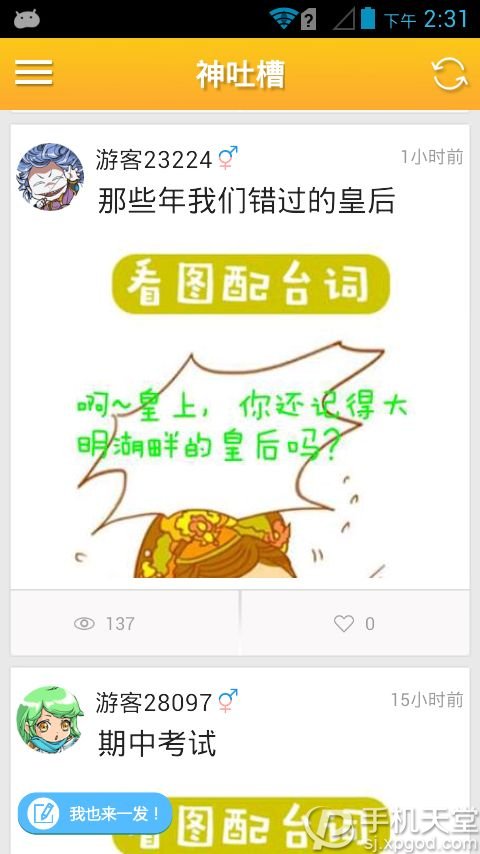 下午 2:31
神吐槽
游客23224
1小时前
那些年我们错过的皇后
看图配台词
啊~皇上，你还记得大
明湖畔的皇后吗？
137
0
游客28097
15小时前
期中考试
我也来一发！
看图配台词
手机天堂
sj.xpgod.com